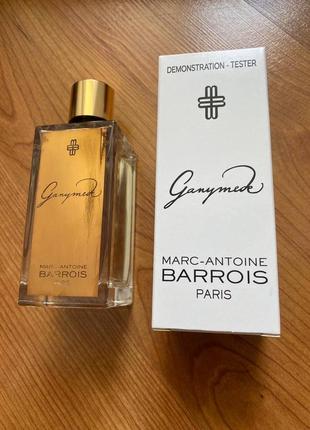 Ganymede
MARC-ANTOINE
BARROIS
PARIS
DEMONSTRATION - TESTER
Ganymede
MARC-ANTOINE
BARROIS
PARIS